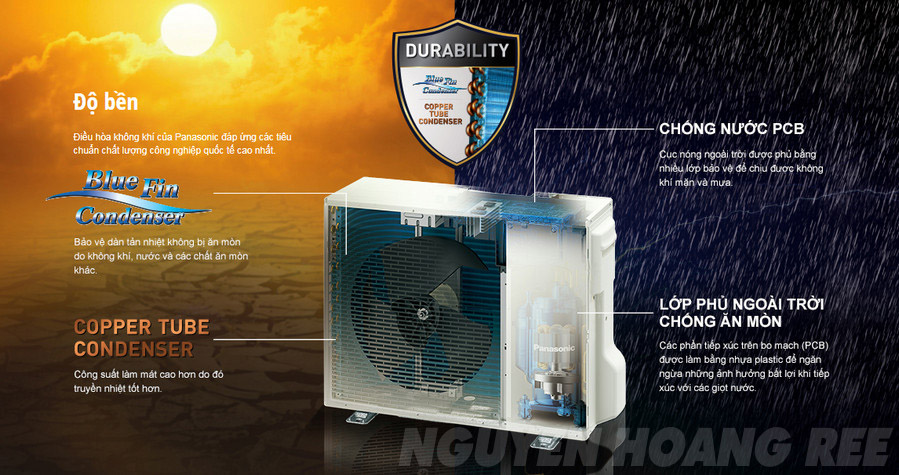 DURABILITY
Blue Fin
Condenser
COPPER
TUBE
CONDENSER
Độ bền
Điều hòa không khí của Panasonic đáp ứng các tiêu
chuẩn chất lượng công nghiệp quốc tế cao nhất.
Blue Fin
Condenser
Bảo vệ dàn tản nhiệt không bị ăn mòn
do không khí, nước và các chất ăn mòn
khác.
COPPER TUBE
CONDENSER
Công suất làm mát cao hơn do đó
truyền nhiệt tốt hơn.
CHỐNG NƯỚC PCB
Cục nóng ngoài trời được phủ bằng
nhiều lớp bảo vệ để chịu được không
khí mặn và mưa.
LỚP PHỦ NGOÀI TRỜI
CHỐNG ĂN MÒN
Các phần tiếp xúc trên bo mạch (PCB)
được làm bằng nhựa plastic để ngăn
ngừa những ảnh hưởng bất lợi khi tiếp
xúc với các giọt nước.
Panasonic
NGUYEN HOANG REE